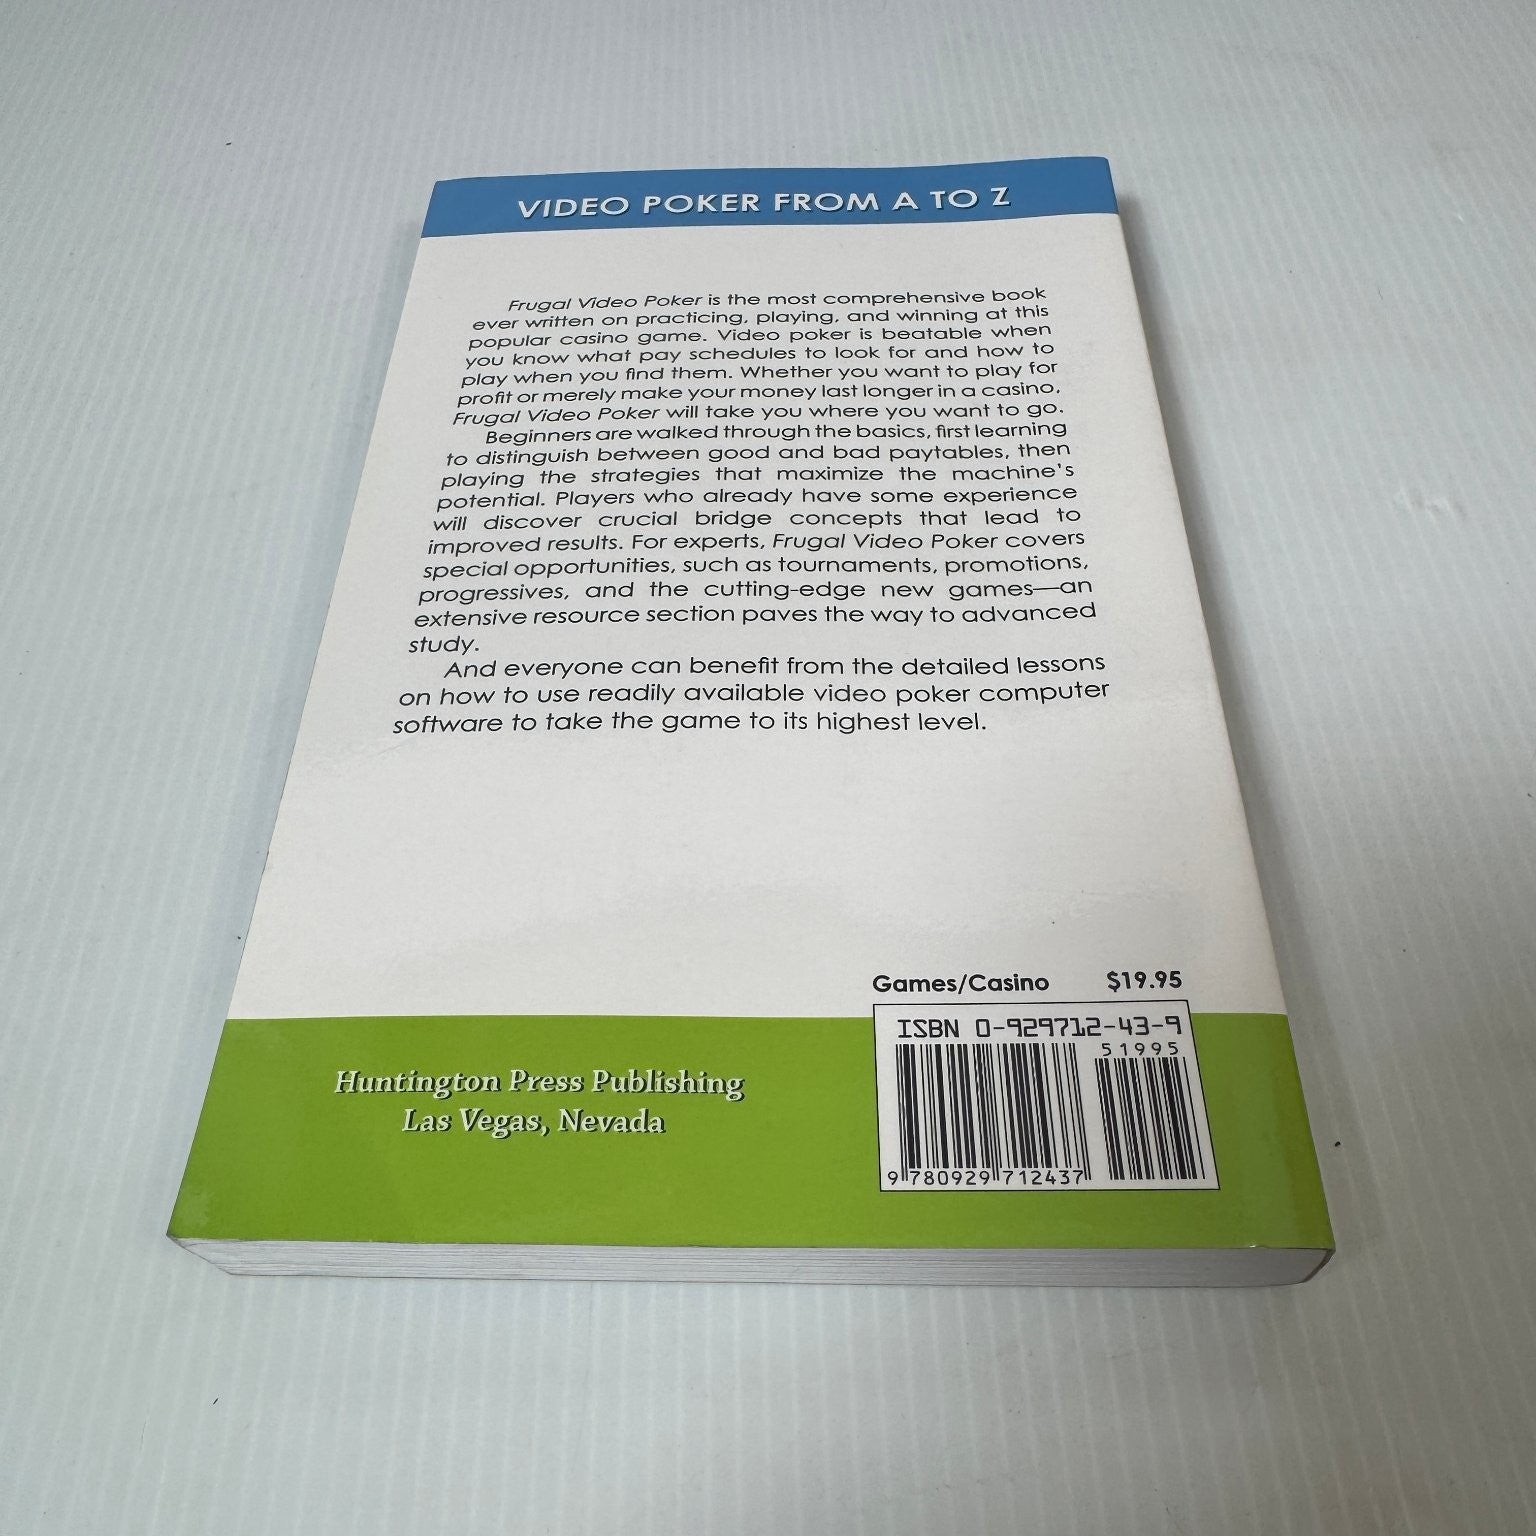 VIDEO POKER FROM A TO Z
Frugal Video Poker is the most comprehensive book
ever written on practicing, playing, and winning at this
popular casino game. Video poker is beatable when
you know what pay schedules to look for and how to
play when you find them. Whether you want to play for
profit or merely make your money last longer in a casino,
Frugal Video Poker will take you where you want to go.
Beginners are walked through the basics, first learning
to distinguish between good and bad paytables, then
playing the strategies that maximize the machine's
potential. Players who already have some experience
will discover crucial bridge concepts that lead to
improved results. For experts, Frugal Video Poker covers
special opportunities, such as tournaments, promotions,
progressives, and the cutting-edge new games—an
extensive resource section paves the way to advanced
study.
And everyone can benefit from the detailed lessons
on how to use readily available video poker computer
software to take the game to its highest level.
Games/Casino $19.95
ISBN 0-929712-43-9
51995
9 780929 712437
Huntington Press Publishing
Las Vegas, Nevada